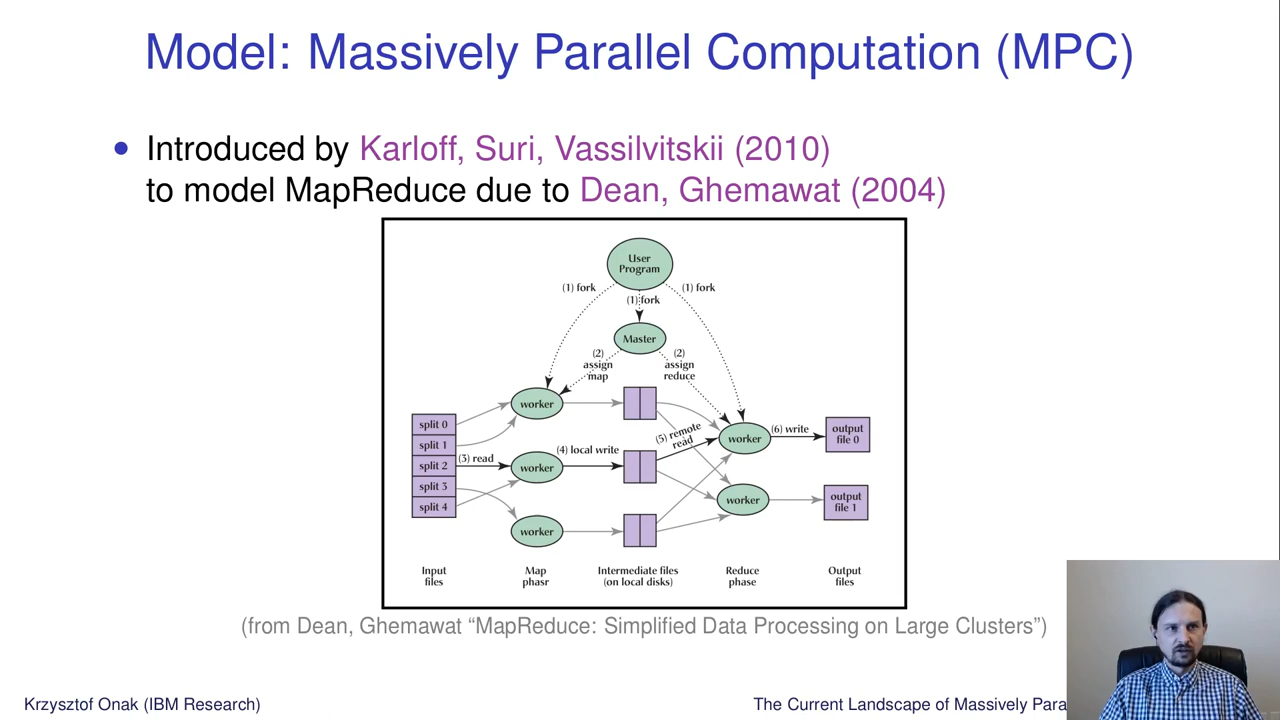 Model: Massively Parallel Computation (MPC)
• Introduced by Karloff, Suri, Vassilvitskii (2010)
to model MapReduce due to Dean, Ghemawat (2004)
User
Program
(1) fork
(1) fork
(1) fork
Master
(2)
assign
map
(2)
assign
reduce
worker
split 0
split 1
split 2
split 3
split 4
(3) read
worker
(4) local write
(5) remote
read
worker
(6) write
output
file 0
worker
output
file 1
worker
Input
files
Map
phasr
Intermediate files
(on local disks)
Reduce
phase
Output
files
(from Dean, Ghemawat “MapReduce: Simplified Data Processing on Large Clusters”)
Krzysztof Onak (IBM Research)
The Current Landscape of Massively Para